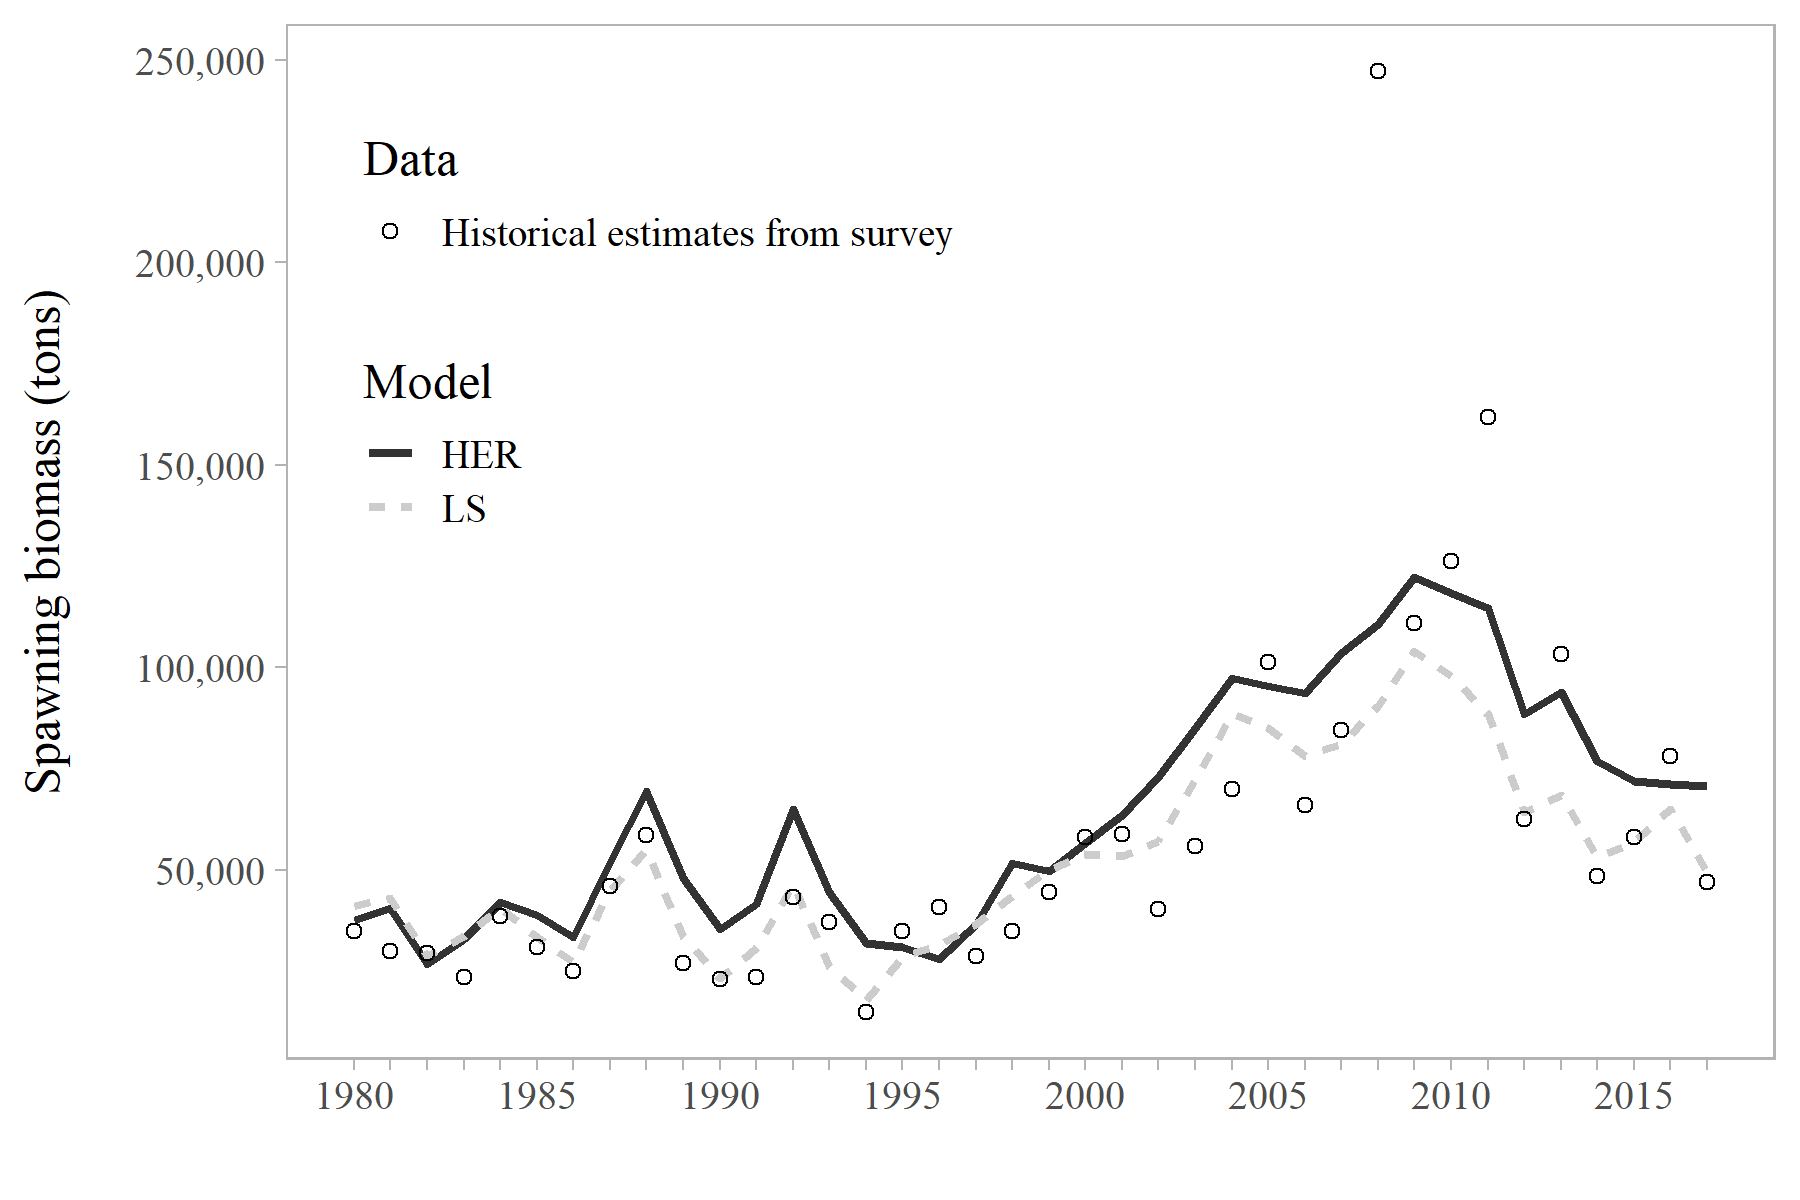 250,000
200,000
150,000
100,000
50,000
Spawning biomass (tons)
Data
Historical estimates from survey
Model
HER
LS
1980 1985 1990 1995 2000 2005 2010 2015